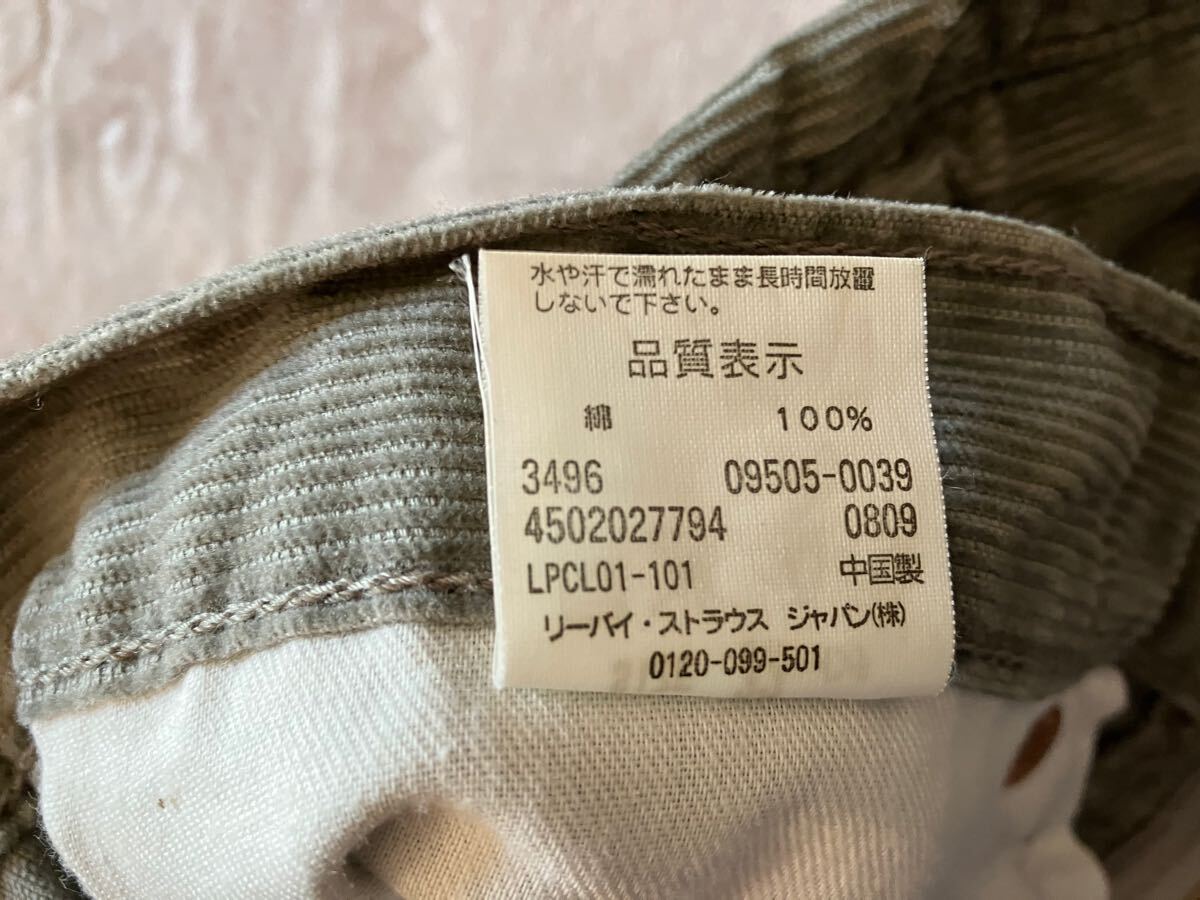 水や汗で濡れたまま長時間放置
しないで下さい。
品質表示
綿 100%
3496 09505-0039
4502027794 0809
LPCL01-101 中国製
リーバイ・ストラウス ジャパン(株)
0120-099-501